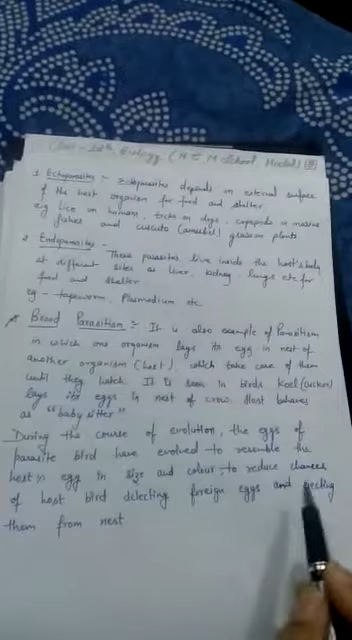 Class - 12th Biology (H S M School Model)
1. Ectoparasites :- Ectoparasites depends on external surface
of the host organism for food and shelter
e.g lice on humans, ticks on dogs, copepods in marine
fishes and cuscuta (amarbel) grow on plants.
2 Endoparasites -
These parasites live inside the host's body
at different sites as liver, kidney, lungs etc for
food and shelter.
eg - tapeworm, Plasmodium etc
Brood Parasitism :- It is also example of Parasitism
in which one organism lays its egg in nest of
another organism (host), which take care of them
until they hatch. It is seen in birds. Koel (cuckoo)
lays its eggs in nest of crow. Host behaves
as "baby sitter"
During the course of evolution, the eggs of
parasite bird have evolved to resemble the
host's egg in size and colour, to reduce chances
of host bird detecting foreign eggs and ejecting
them from nest